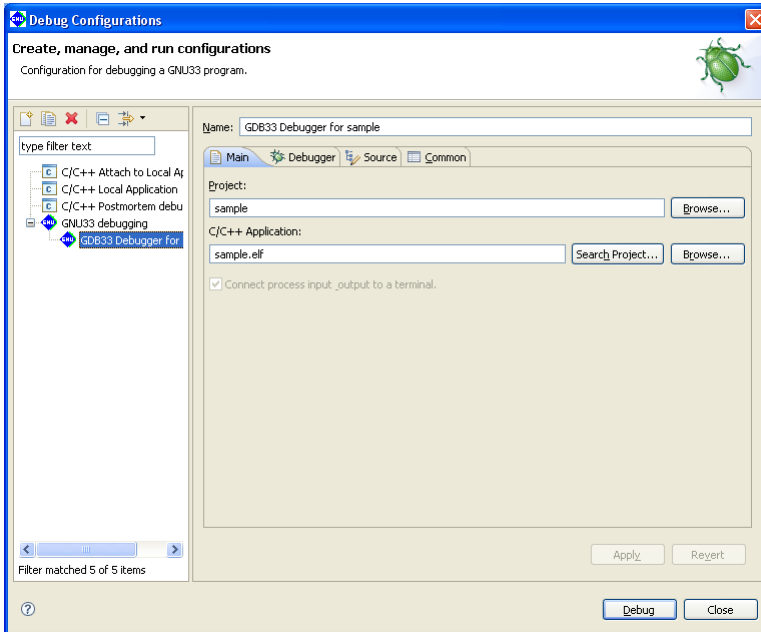 Debug Configurations
Create, manage, and run configurations
Configuration for debugging a GNU33 program.
type filter text
C/C++ Attach to Local Ap
C/C++ Local Application
C/C++ Postmortem debu
GNU33 debugging
GDB33 Debugger for
Filter matched 5 of 5 items
Name: GDB33 Debugger for sample
Main Debugger Source Common
Project:
sample Browse...
C/C++ Application:
sample.elf Search Project... Browse...
Connect process input _output to a terminal.
Apply Revert
Debug Close